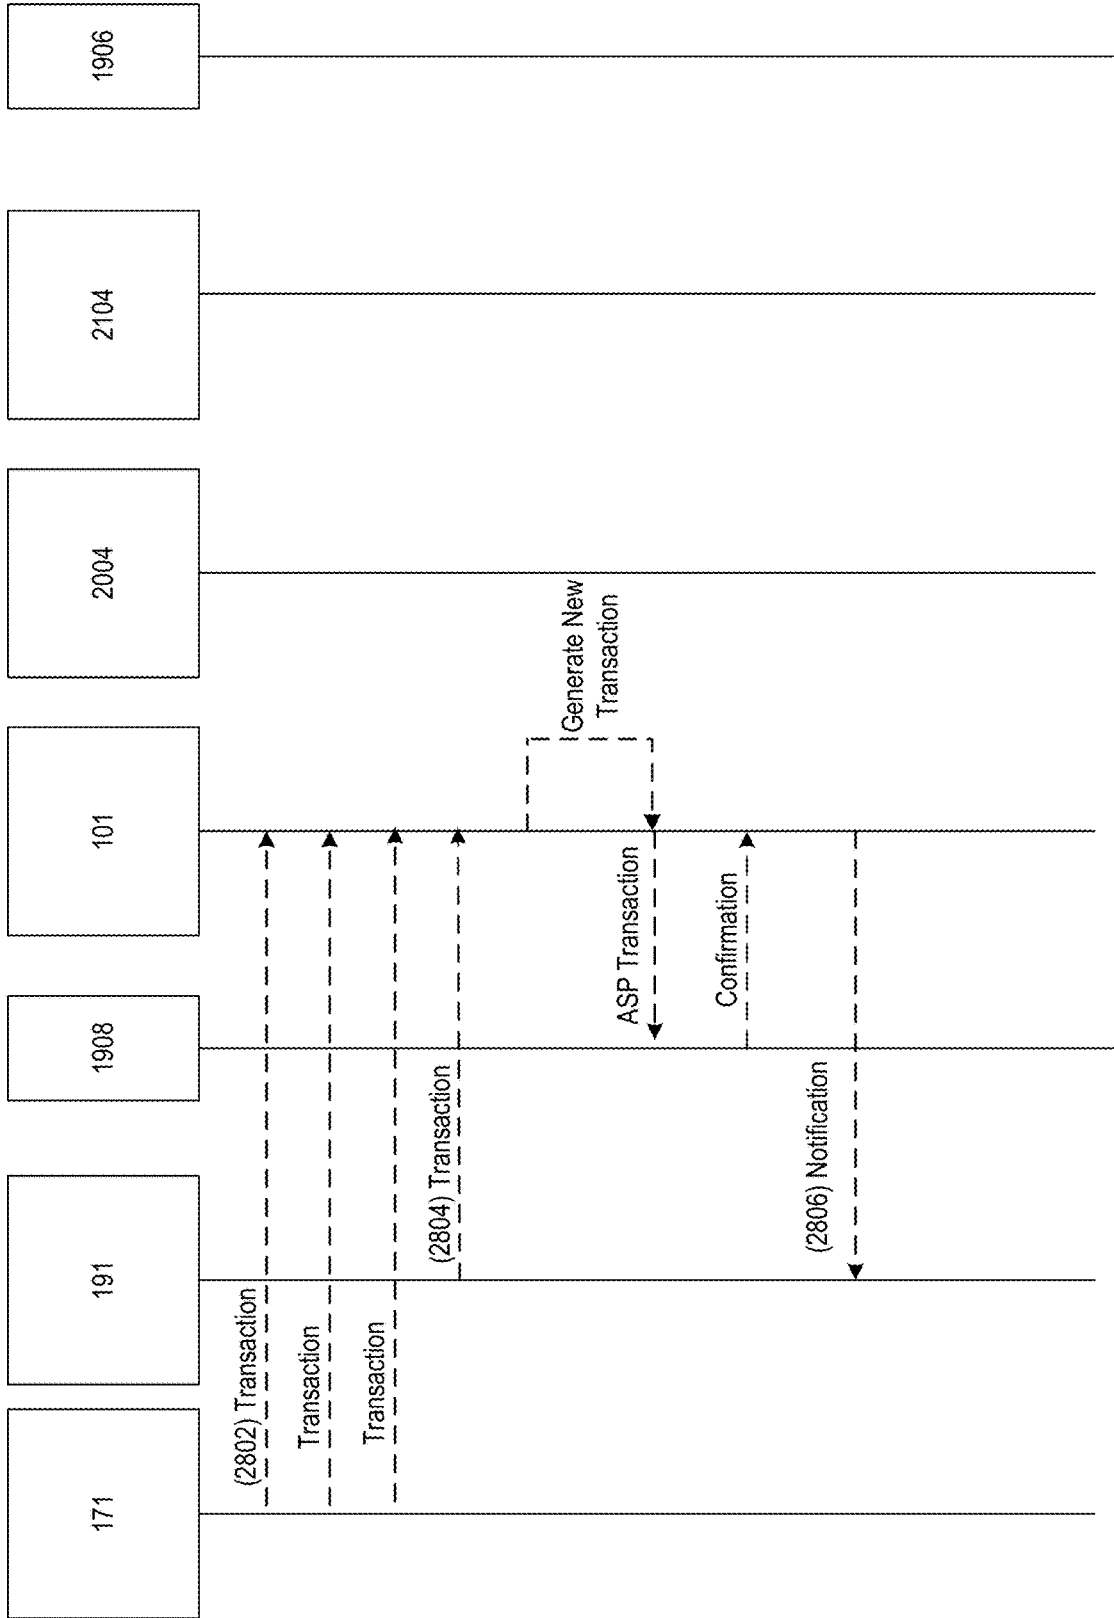 171
191
1908
101
2004
2104
1906
(2802) Transaction
Transaction
Transaction
(2804) Transaction
Generate New
Transaction
ASP Transaction
Confirmation
(2806) Notification